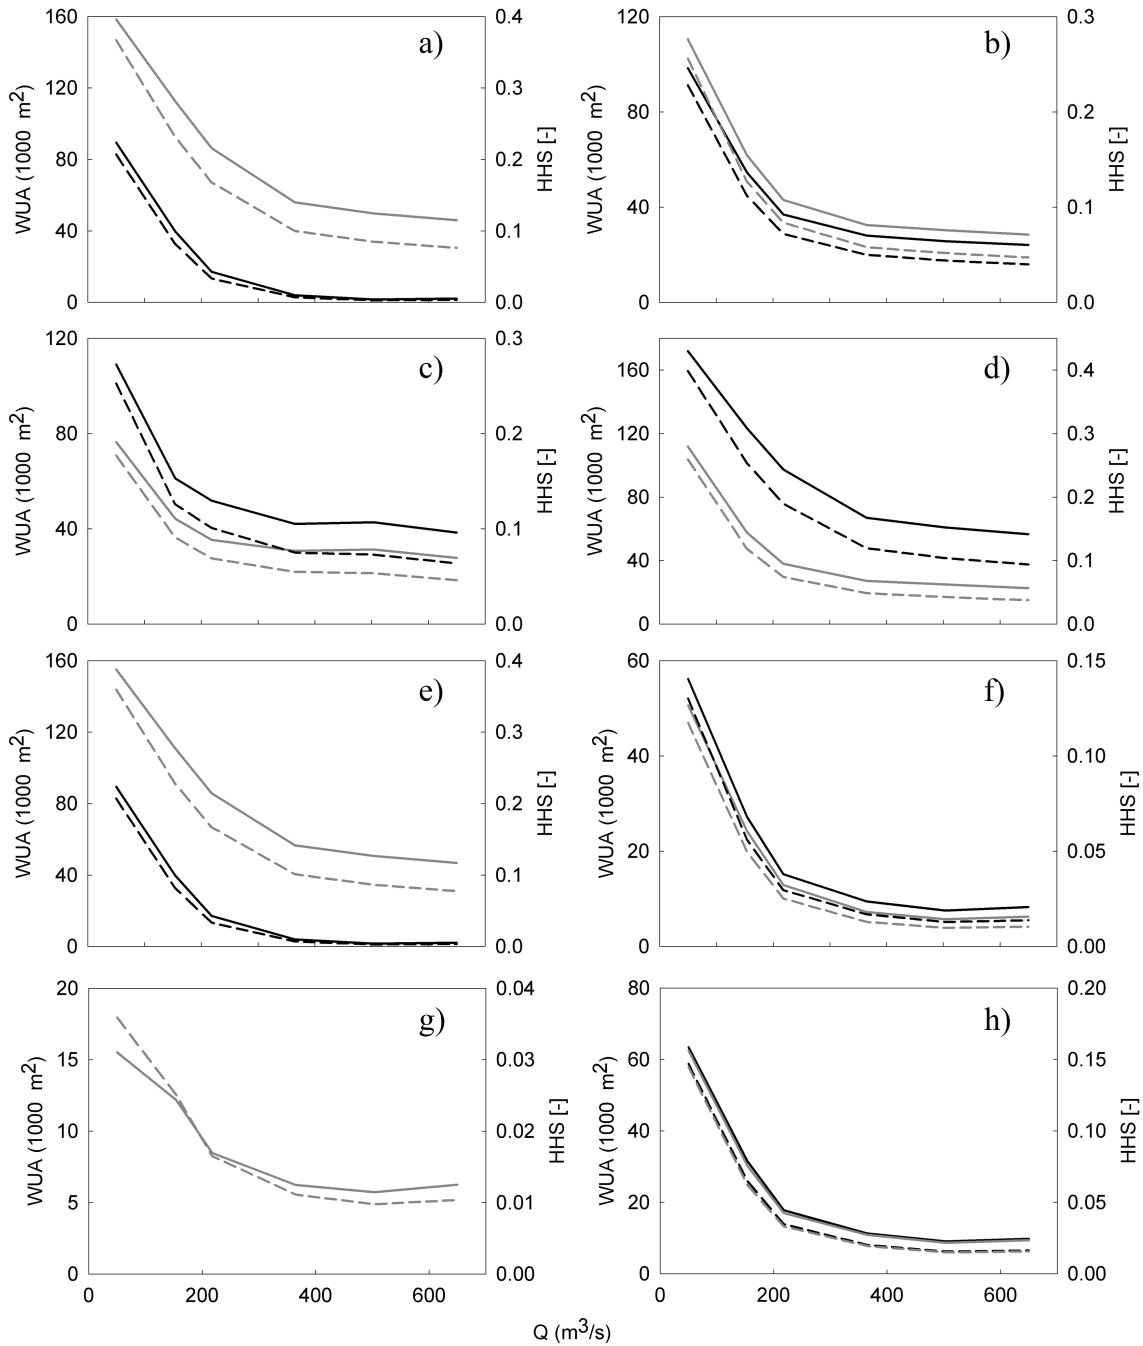 a)
160
120
80
40
0
WUA (1000 m2)
0.4
0.3
0.2
0.1
0.0
HHS [-]
b)
120
80
40
0
WUA (1000 m2)
0.3
0.2
0.1
0.0
HHS [-]
c)
120
80
40
0
WUA (1000 m2)
0.3
0.2
0.1
0.0
HHS [-]
d)
160
120
80
40
0
WUA (1000 m2)
0.4
0.3
0.2
0.1
0.0
HHS [-]
e)
160
120
80
40
0
WUA (1000 m2)
0.4
0.3
0.2
0.1
0.0
HHS [-]
f)
60
40
20
0
WUA (1000 m2)
0.15
0.10
0.05
0.00
HHS [-]
g)
20
15
10
5
0
WUA (1000 m2)
0.04
0.03
0.02
0.01
0.00
HHS [-]
0 200 400 600
h)
80
60
40
20
0
WUA (1000 m2)
0.20
0.15
0.10
0.05
0.00
HHS [-]
0 200 400 600
Q (m3/s)